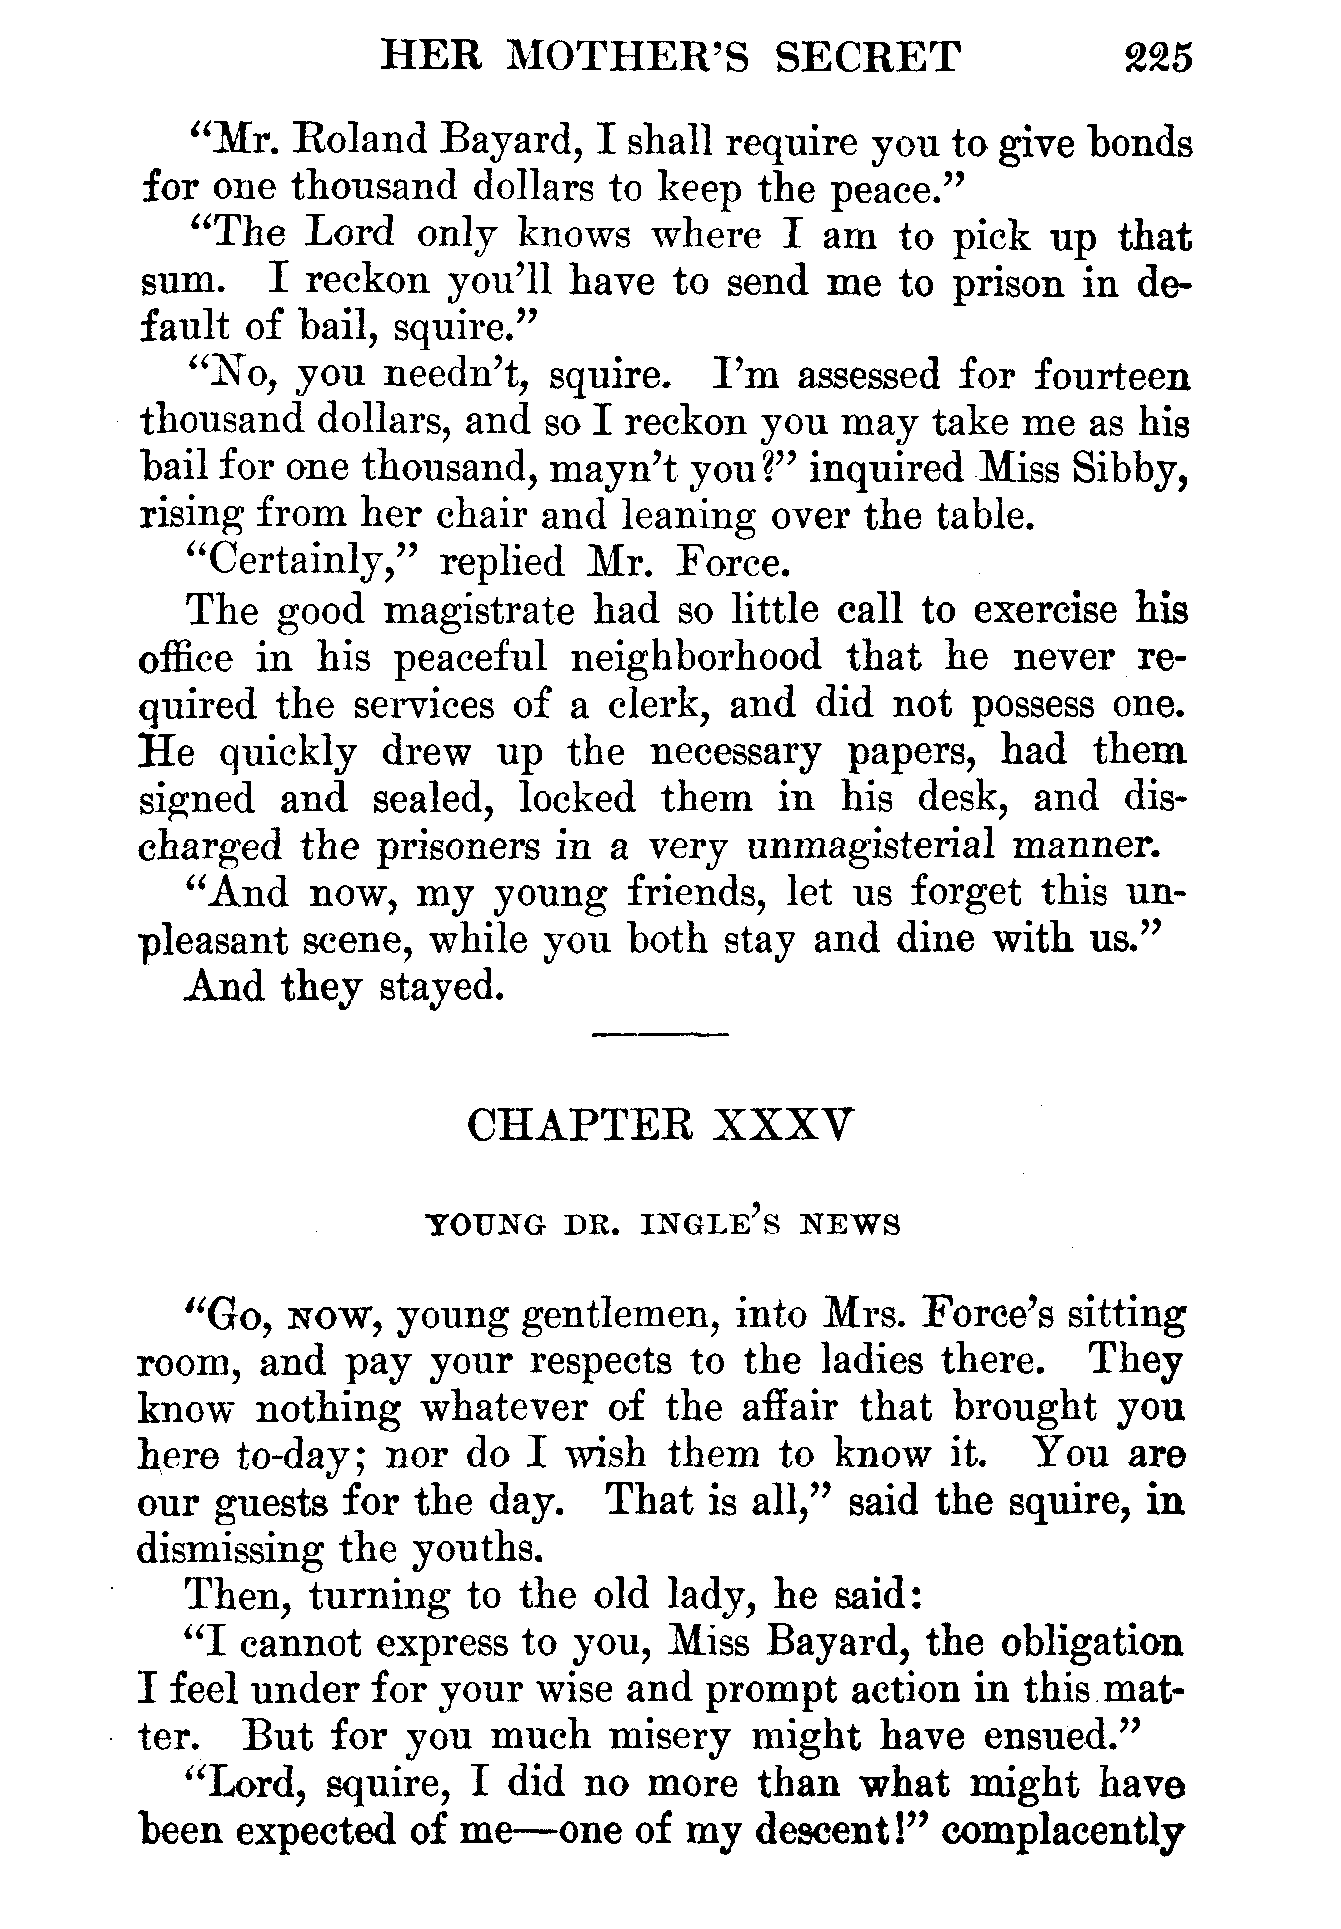 HER MOTHER'S SECRET 225
“Mr. Roland Bayard, I shall require you to give bonds
for one thousand dollars to keep the peace.”
“The Lord only knows where I am to pick up that
sum. I reckon you’ll have to send me to prison in de-
fault of bail, squire.”
“No, you needn’t, squire. I’m assessed for fourteen
thousand dollars, and so I reckon you may take me as his
bail for one thousand, mayn’t you?” inquired Miss Sibby,
rising from her chair and leaning over the table.
“Certainly,” replied Mr. Force.
The good magistrate had so little call to exercise his
office in his peaceful neighborhood that he never re-
quired the services of a clerk, and did not possess one.
He quickly drew up the necessary papers, had them
signed and sealed, locked them in his desk, and dis-
charged the prisoners in a very unmagisterial manner.
“And now, my young friends, let us forget this un-
pleasant scene, while you both stay and dine with us.”
And they stayed.
CHAPTER XXXV
YOUNG DR. INGLE’S NEWS
“Go, NOW, young gentlemen, into Mrs. Force’s sitting
room, and pay your respects to the ladies there. They
know nothing whatever of the affair that brought you
here to-day; nor do I wish them to know it. You are
our guests for the day. That is all,” said the squire, in
dismissing the youths.
Then, turning to the old lady, he said:
“I cannot express to you, Miss Bayard, the obligation
I feel under for your wise and prompt action in this mat-
ter. But for you much misery might have ensued.”
“Lord, squire, I did no more than what might have
been expected of me—one of my descent!” complacently